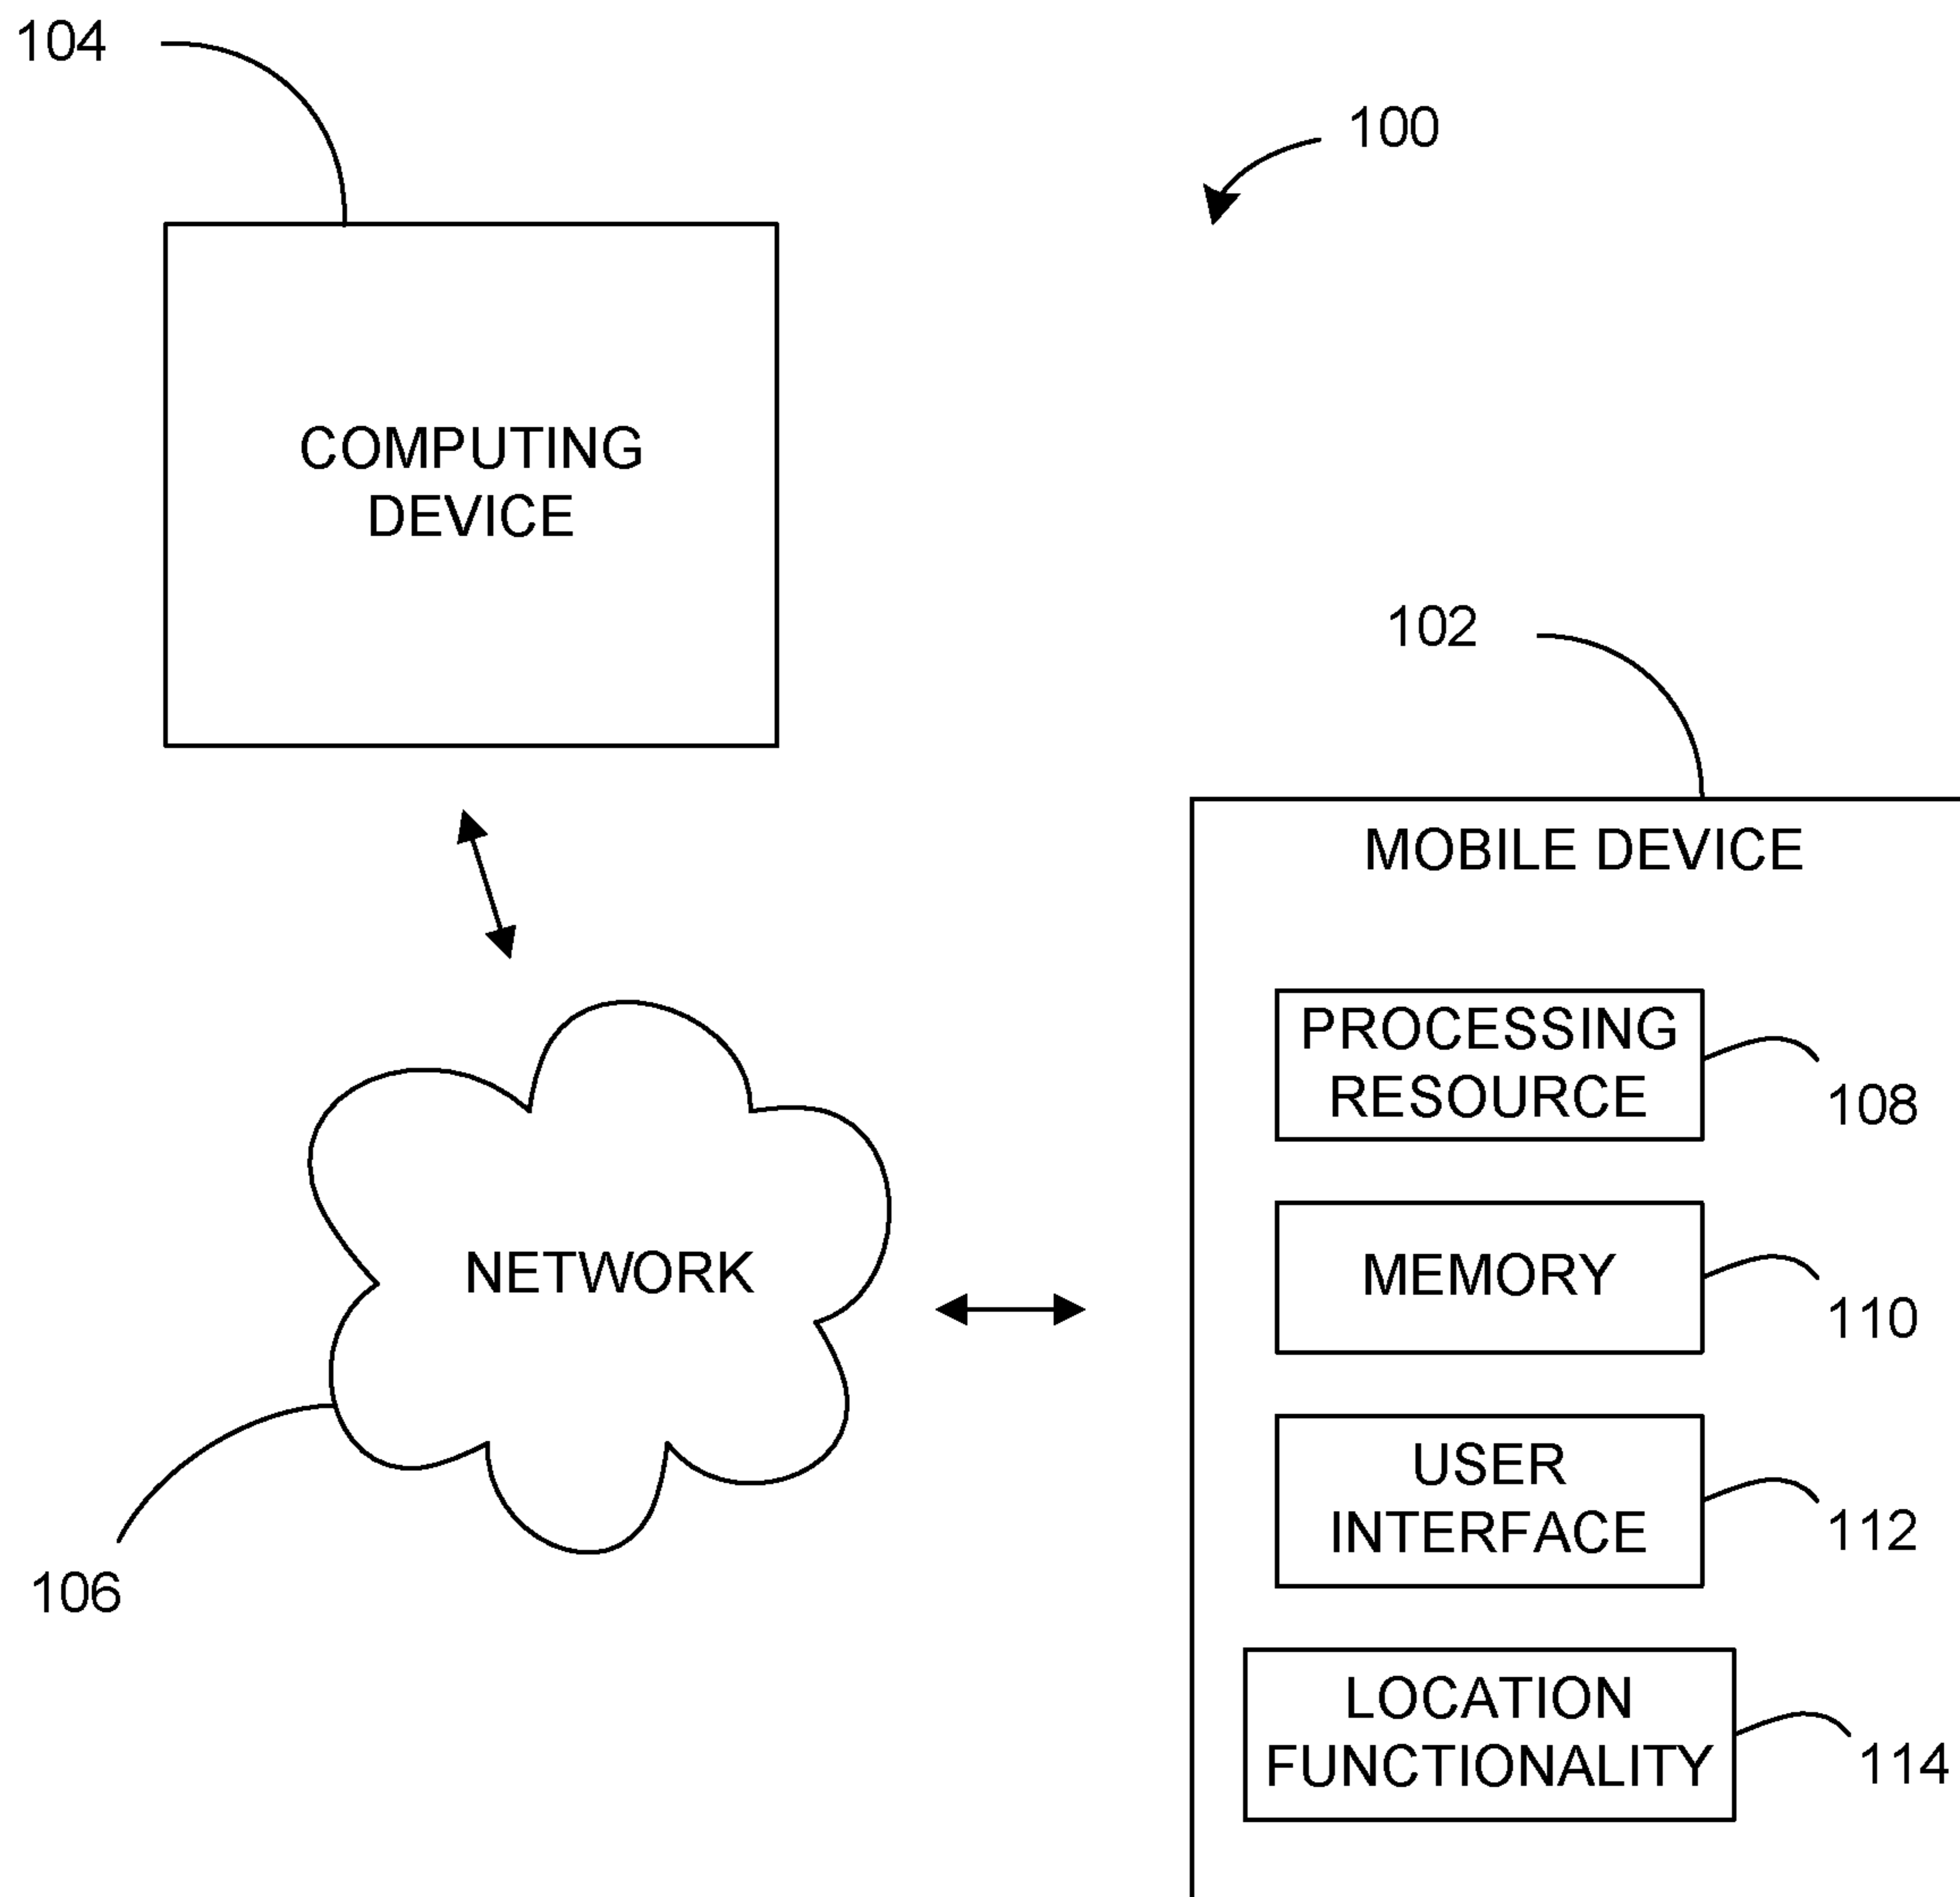 104
100
COMPUTING
DEVICE
102
MOBILE DEVICE
PROCESSING
RESOURCE
108
MEMORY
110
NETWORK
USER
INTERFACE
112
106
LOCATION
FUNCTIONALITY
114